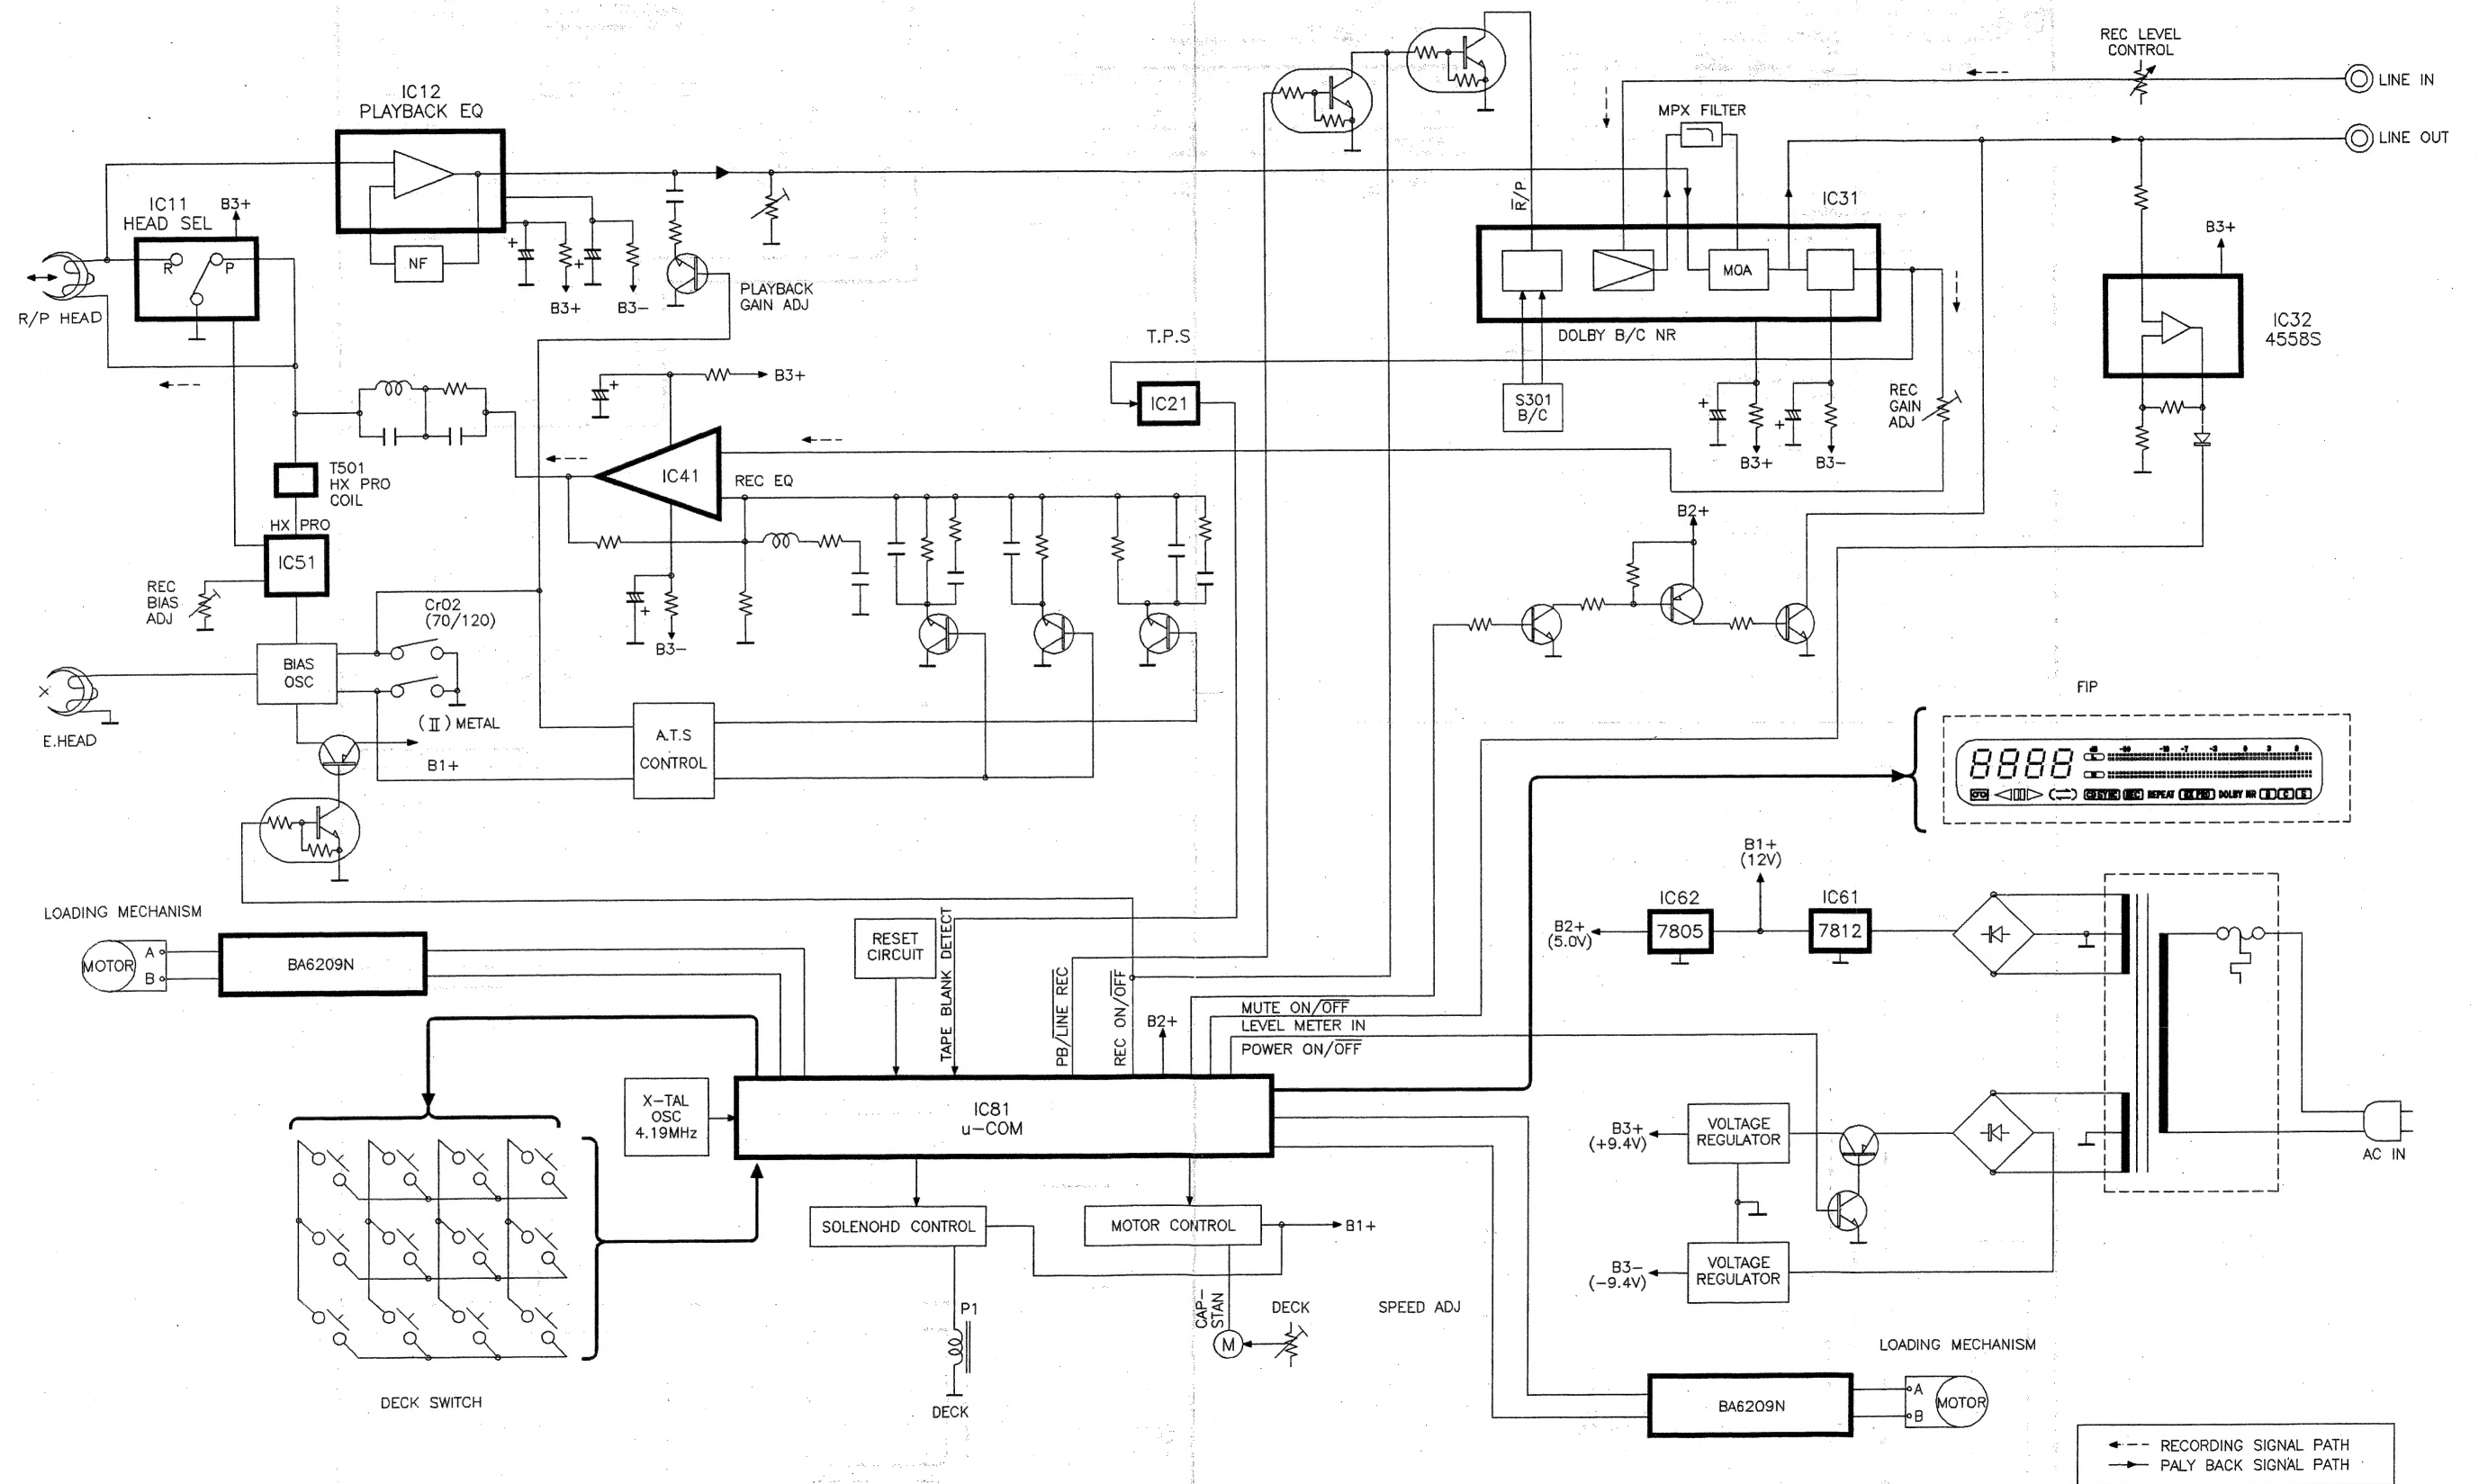 REC LEVEL
CONTROL
LINE IN
MPX FILTER
LINE OUT
IC12
PLAYBACK EQ
IC11
HEAD SEL
B3+
R
P
NF
R/P HEAD
B3+
B3-
PLAYBACK
GAIN ADJ
R/P
IC31
MOA
DOLBY B/C NR
B3+
IC32
4558S
T.P.S
IC21
S301
B/C
B3+
B3-
REC
GAIN
ADJ
B3+
IC41
REC EQ
B3-
T501
HX PRO
COIL
HX PRO
IC51
REC
BIAS
ADJ
CrO2
(70/120)
BIAS
OSC
(II) METAL
E.HEAD
B1+
A.T.S
CONTROL
B2+
FIP
8888
REPEAT
DOLBY NR
LOADING MECHANISM
MOTOR
A
B
BA6209N
RESET
CIRCUIT
TAPE BLANK DETECT
PB/LINE REC
REC ON/OFF
B2+
MUTE ON/OFF
LEVEL METER IN
POWER ON/OFF
B1+
(12V)
IC62
7805
IC61
7812
B2+
(5.0V)
X-TAL
OSC
4.19MHz
IC81
u-COM
B3+
(+9.4V)
VOLTAGE
REGULATOR
AC IN
SOLENOHD CONTROL
MOTOR CONTROL
B1+
B3-
(-9.4V)
VOLTAGE
REGULATOR
P1
CAP-
STAN
DECK
SPEED ADJ
M
DECK
DECK SWITCH
LOADING MECHANISM
BA6209N
A
B
MOTOR
RECORDING SIGNAL PATH
PALY BACK SIGNAL PATH